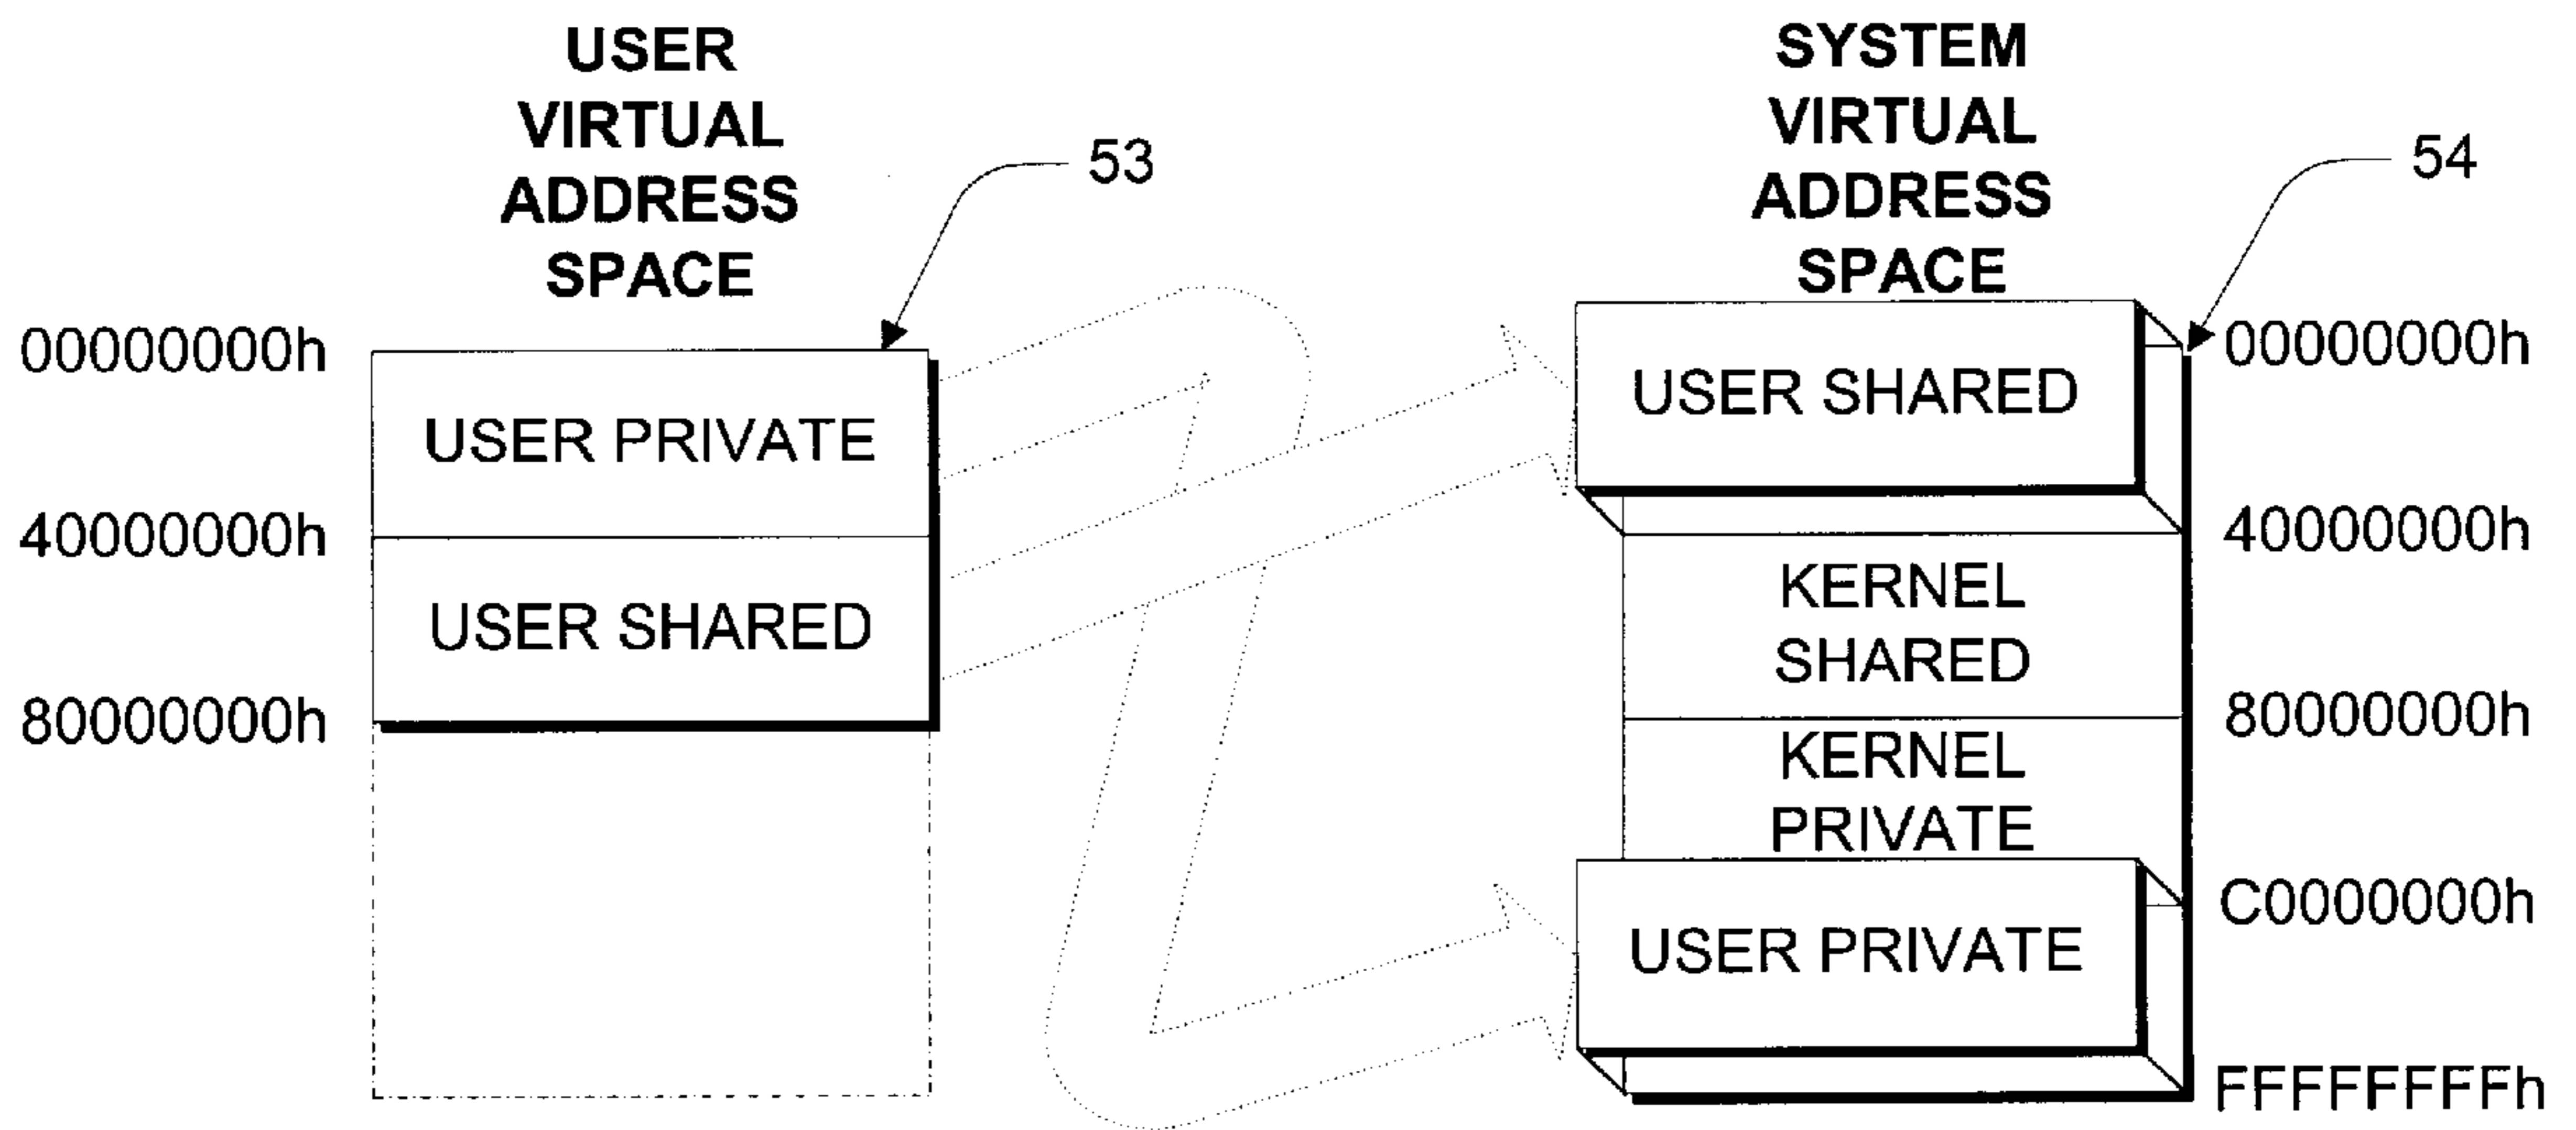 USER
VIRTUAL
ADDRESS
SPACE
53
00000000h
USER PRIVATE
40000000h
USER SHARED
80000000h
SYSTEM
VIRTUAL
ADDRESS
SPACE
54
USER SHARED
00000000h
40000000h
KERNEL
SHARED
80000000h
KERNEL
PRIVATE
C0000000h
USER PRIVATE
FFFFFFFFh